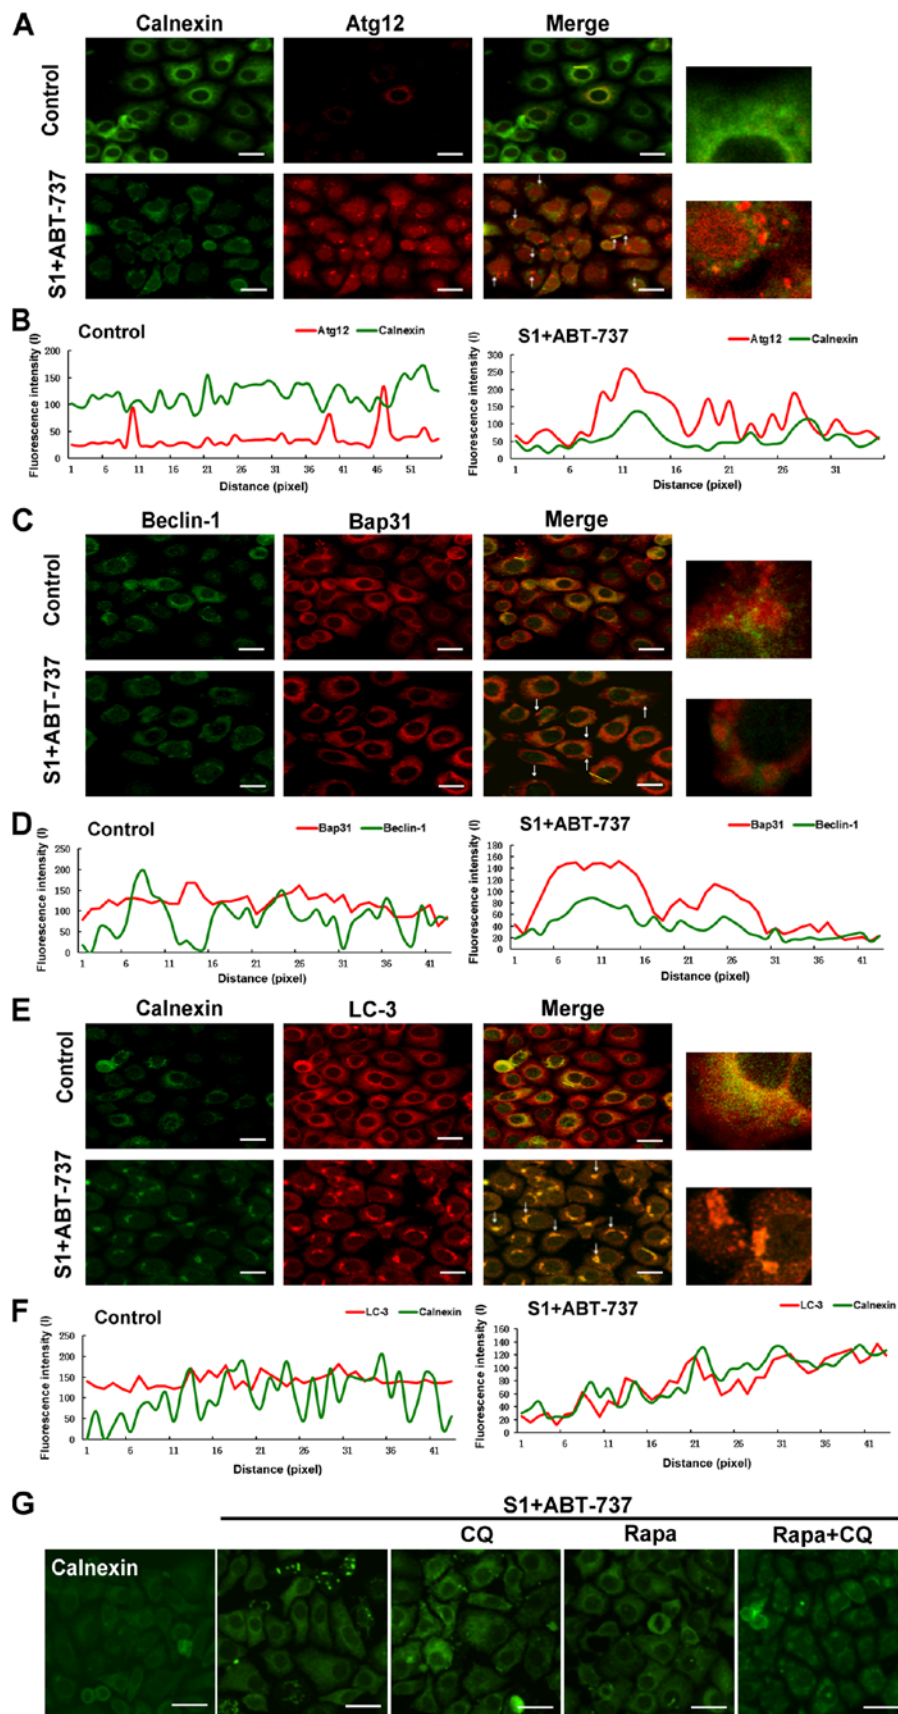 A
Calnexin Atg12 Merge
Control
S1+ABT-737
B
Control
Atg12 Calnexin
Fluorescence intensity (I)
200
150
100
50
0
1 6 11 16 21 26 31 36 41 46 51
Distance (pixel)
S1+ABT-737
Atg12 Calnexin
Fluorescence intensity (I)
300
250
200
150
100
50
0
1 6 11 16 21 26 31
Distance (pixel)
C
Beclin-1 Bap31 Merge
Control
S1+ABT-737
D
Control
Bap31 Beclin-1
Fluorescence intensity (I)
250
200
150
100
50
0
1 6 11 16 21 26 31 36 41
Distance (pixel)
S1+ABT-737
Bap31 Beclin-1
Fluorescence intensity (I)
180
160
140
120
100
80
60
40
20
0
1 6 11 16 21 26 31 36 41
Distance (pixel)
E
Calnexin LC-3 Merge
Control
S1+ABT-737
F
Control
LC-3 Calnexin
Fluorescence intensity (I)
250
200
150
100
50
0
1 6 11 16 21 26 31 36 41
Distance (pixel)
S1+ABT-737
LC-3 Calnexin
Fluorescence intensity (I)
160
140
120
100
80
60
40
20
0
1 6 11 16 21 26 31 36 41
Distance (pixel)
G
S1+ABT-737
CQ Rapa Rapa+CQ
Calnexin